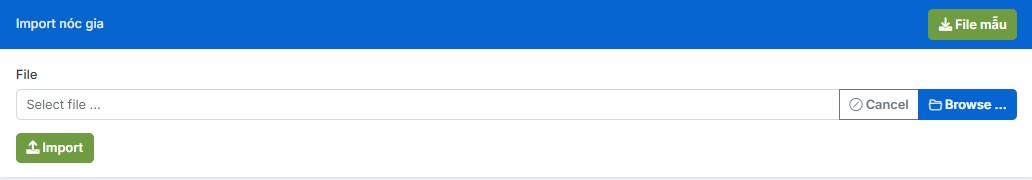 Import nóc gia
File mẫu
File
Select file ...
Cancel
Browse ...
Import